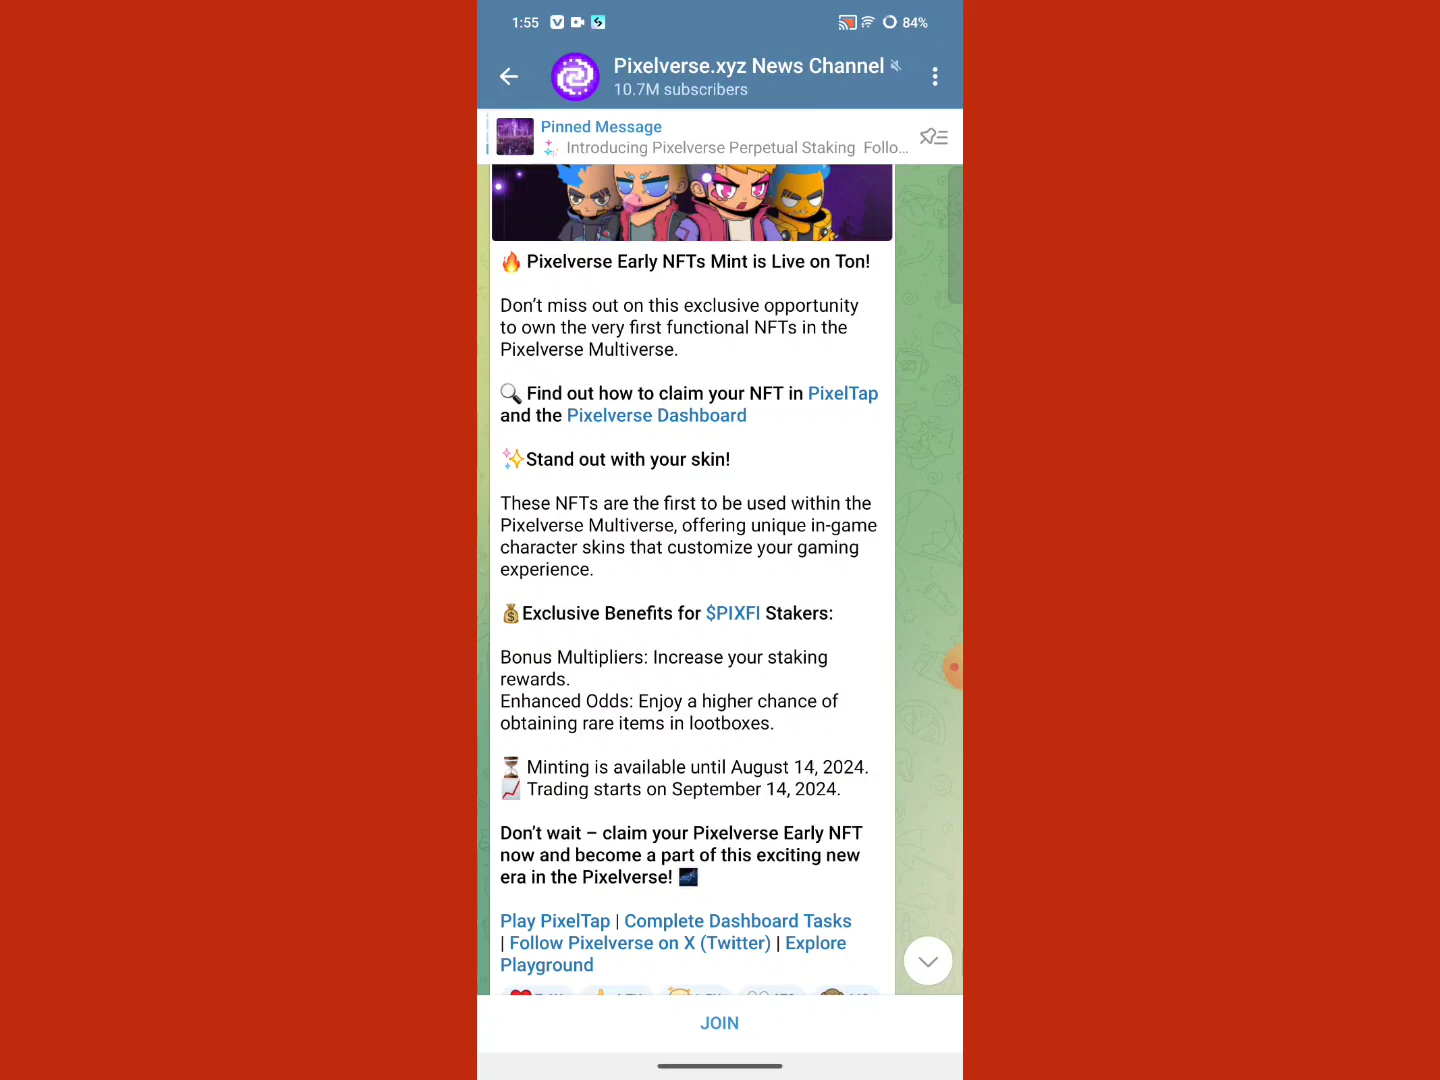 1:55
84%
Pixelverse.xyz News Channel
10.7M subscribers
Pinned Message
✨ Introducing Pixelverse Perpetual Staking Follo...
🔥 Pixelverse Early NFTs Mint is Live on Ton!
Don't miss out on this exclusive opportunity
to own the very first functional NFTs in the
Pixelverse Multiverse.
🔍 Find out how to claim your NFT in PixelTap
and the Pixelverse Dashboard
✨Stand out with your skin!
These NFTs are the first to be used within the
Pixelverse Multiverse, offering unique in-game
character skins that customize your gaming
experience.
💰Exclusive Benefits for $PIXFI Stakers:
Bonus Multipliers: Increase your staking
rewards.
Enhanced Odds: Enjoy a higher chance of
obtaining rare items in lootboxes.
⏳ Minting is available until August 14, 2024.
📈 Trading starts on September 14, 2024.
Don't wait – claim your Pixelverse Early NFT
now and become a part of this exciting new
era in the Pixelverse! 🌌
Play PixelTap | Complete Dashboard Tasks
| Follow Pixelverse on X (Twitter) | Explore
Playground
JOIN